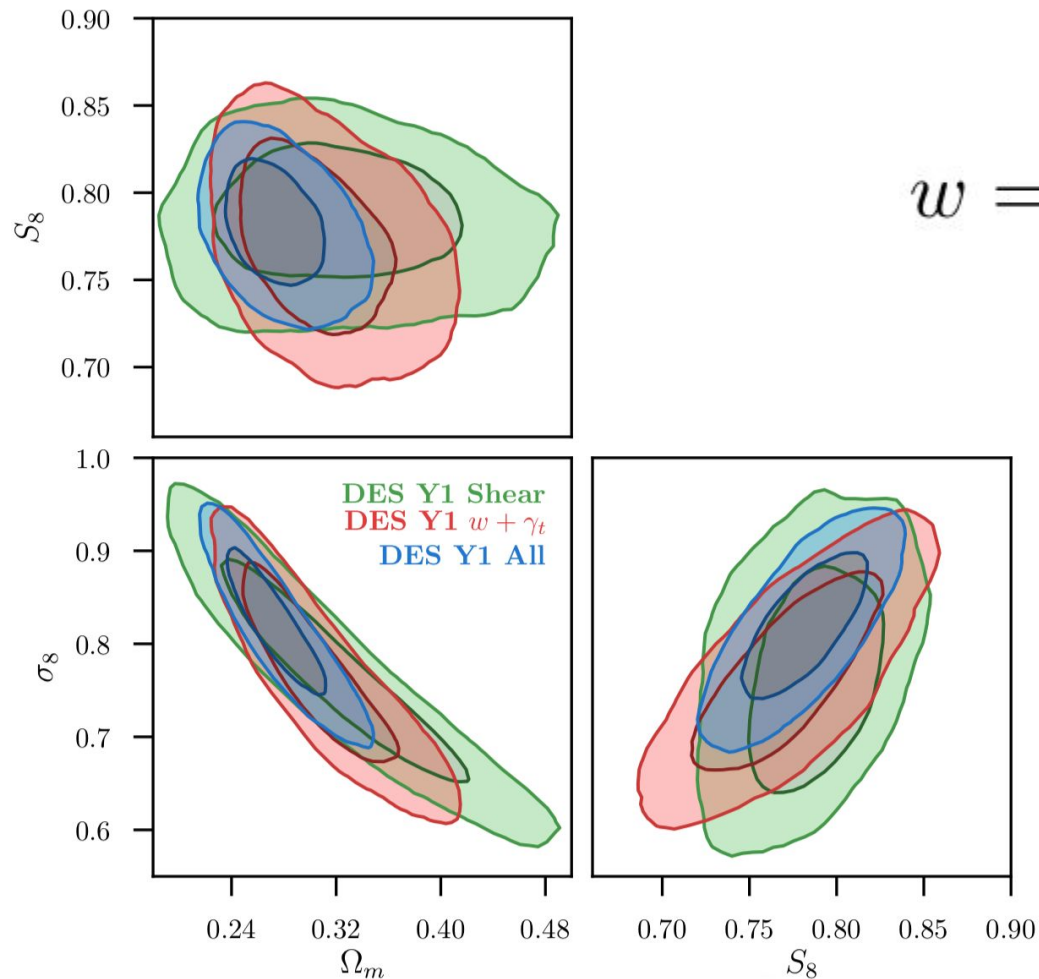 0.90
0.85
0.80
0.75
0.70
S₈
w =
1.0
0.9
0.8
0.7
0.6
σ₈
DES Y1 Shear
DES Y1 w + γₜ
DES Y1 All
0.24 0.32 0.40 0.48
Ωₘ
0.70 0.75 0.80 0.85 0.90
S₈